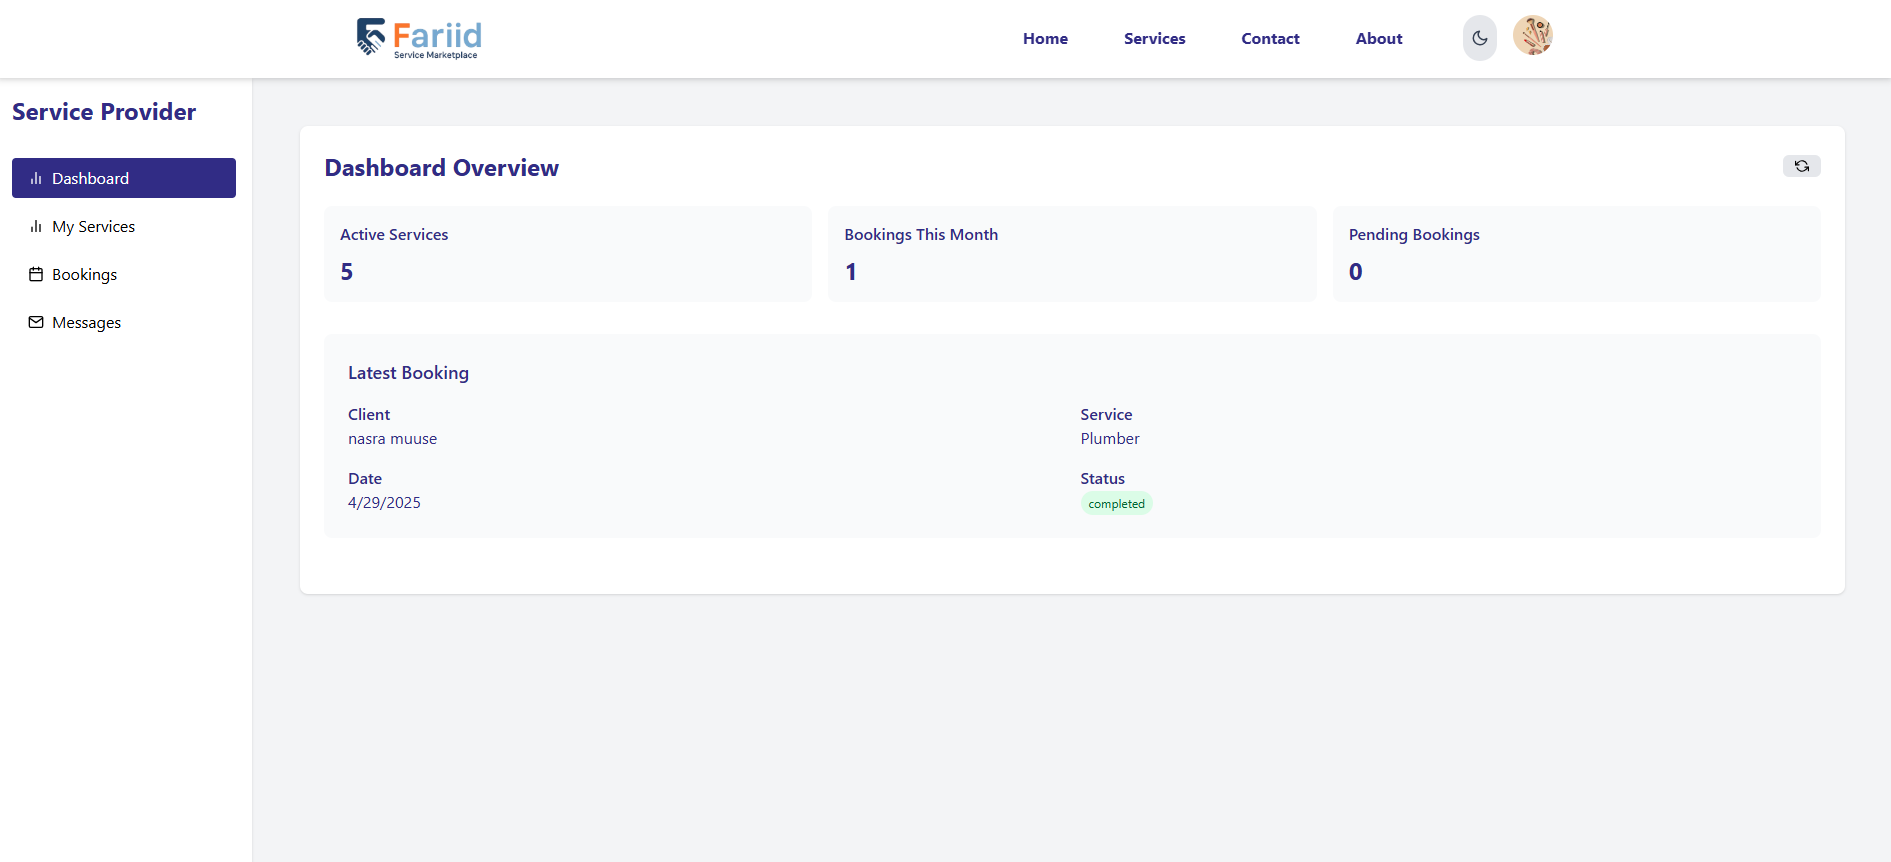 Fariid
Service Marketplace
Home Services Contact About
Service Provider
Dashboard
My Services
Bookings
Messages
Dashboard Overview
Active Services
5
Bookings This Month
1
Pending Bookings
0
Latest Booking
Client
nasra muuse
Service
Plumber
Date
4/29/2025
Status
completed